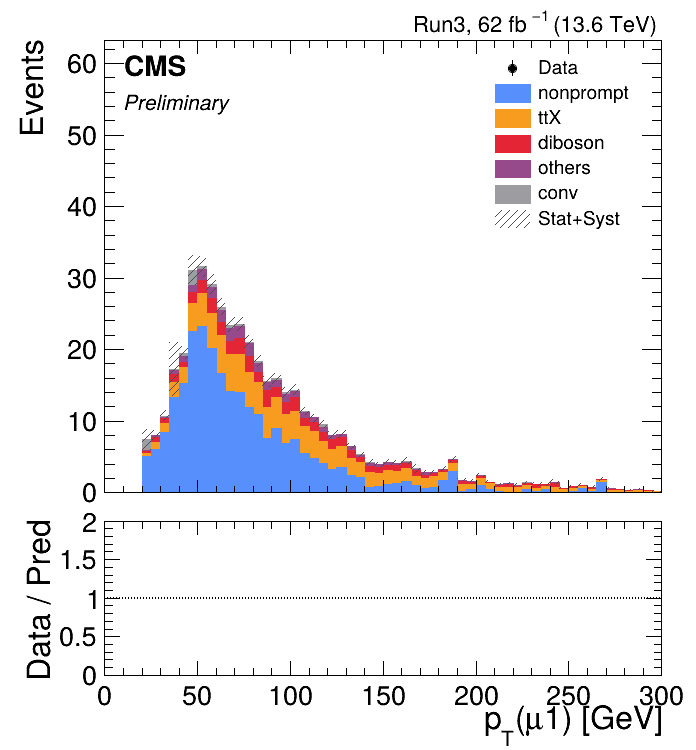 Run3, 62 fb⁻¹ (13.6 TeV)
CMS
Preliminary
Events
60
50
40
30
20
10
0
Data
nonprompt
ttX
diboson
others
conv
Stat+Syst
Data / Pred
2
1.5
1
0.5
0
0 50 100 150 200 250 300
p_T(μ1) [GeV]